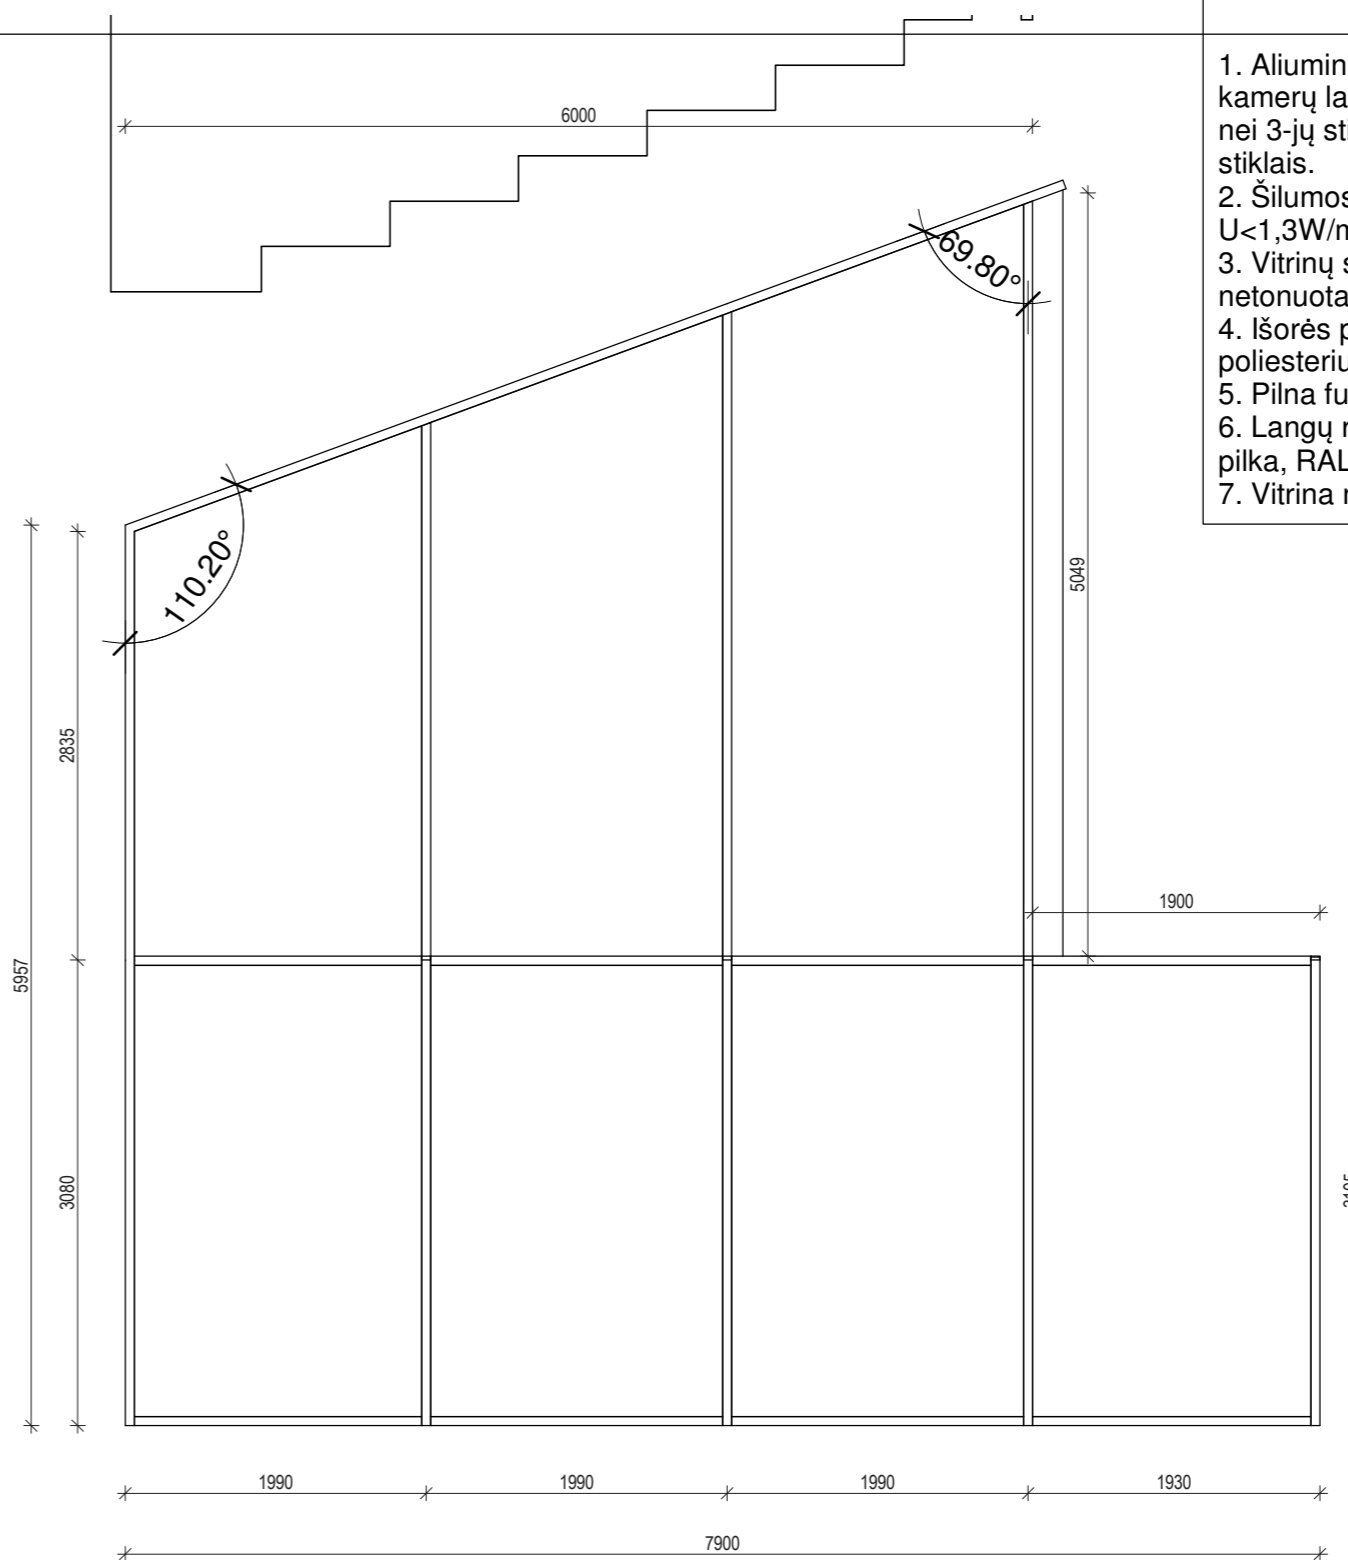 1. Aliumin
kamerų la
nei 3-jų sti
stiklais.
2. Šilumos
U<1,3W/m
3. Vitrinų s
netonuota
4. Išorės p
poliesteriu
5. Pilna fu
6. Langų r
pilka, RAL
7. Vitrina r
6000
69.80°
110.20°
5049
2835
1900
5957
3080
1990 1990 1990 1930
7900